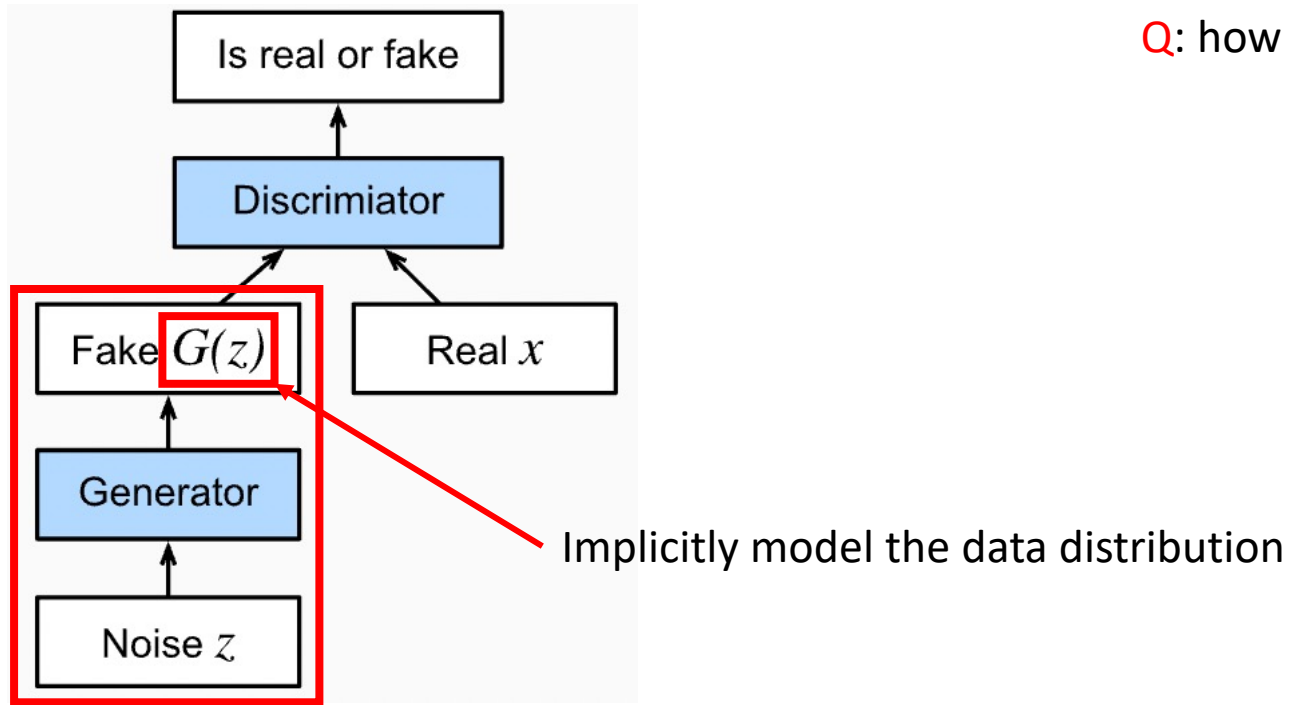 Is real or fake
Q: how
Discrimiator
Fake G(z)
Real x
Generator
Implicitly model the data distribution
Noise z